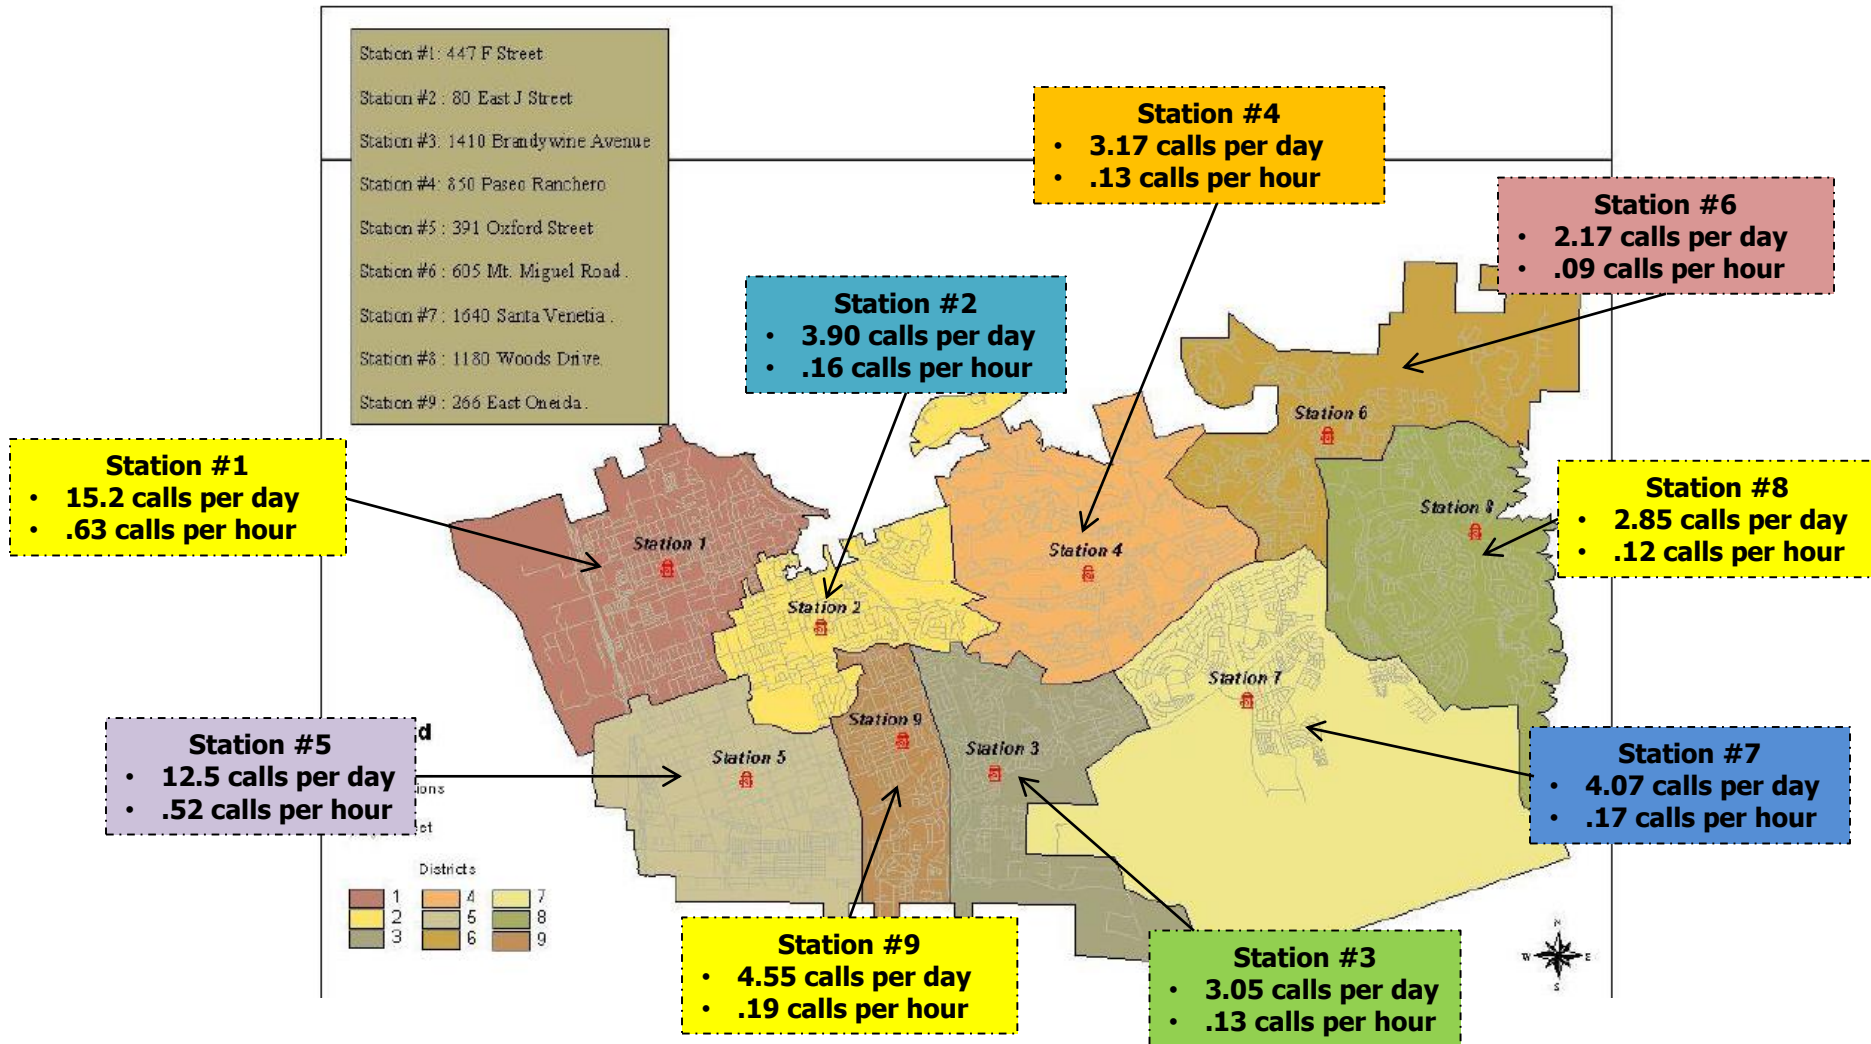 Station #1: 447 F Street
Station #2 : 80 East J Street
Station #3: 1410 Brandywine Avenue
Station #4: 850 Paseo Ranchero
Station #5 : 391 Oxford Street
Station #6 : 605 Mt. Miguel Road .
Station #7 : 1640 Santa Venetia .
Station #8 : 1180 Woods Drive.
Station #9 : 266 East Oneida .
Station #4
• 3.17 calls per day
• .13 calls per hour
Station #6
• 2.17 calls per day
• .09 calls per hour
Station #2
• 3.90 calls per day
• .16 calls per hour
Station #1
• 15.2 calls per day
• .63 calls per hour
Station #8
• 2.85 calls per day
• .12 calls per hour
Station 6
Station 8
Station 1
Station 4
Station 2
Station 7
Station 9
Station 3
Station 5
Station #5
• 12.5 calls per day
• .52 calls per hour
Station #7
• 4.07 calls per day
• .17 calls per hour
d
ons
et
Districts
1 4 7
2 5 8
3 6 9
Station #9
• 4.55 calls per day
• .19 calls per hour
Station #3
• 3.05 calls per day
• .13 calls per hour
N
W E
S